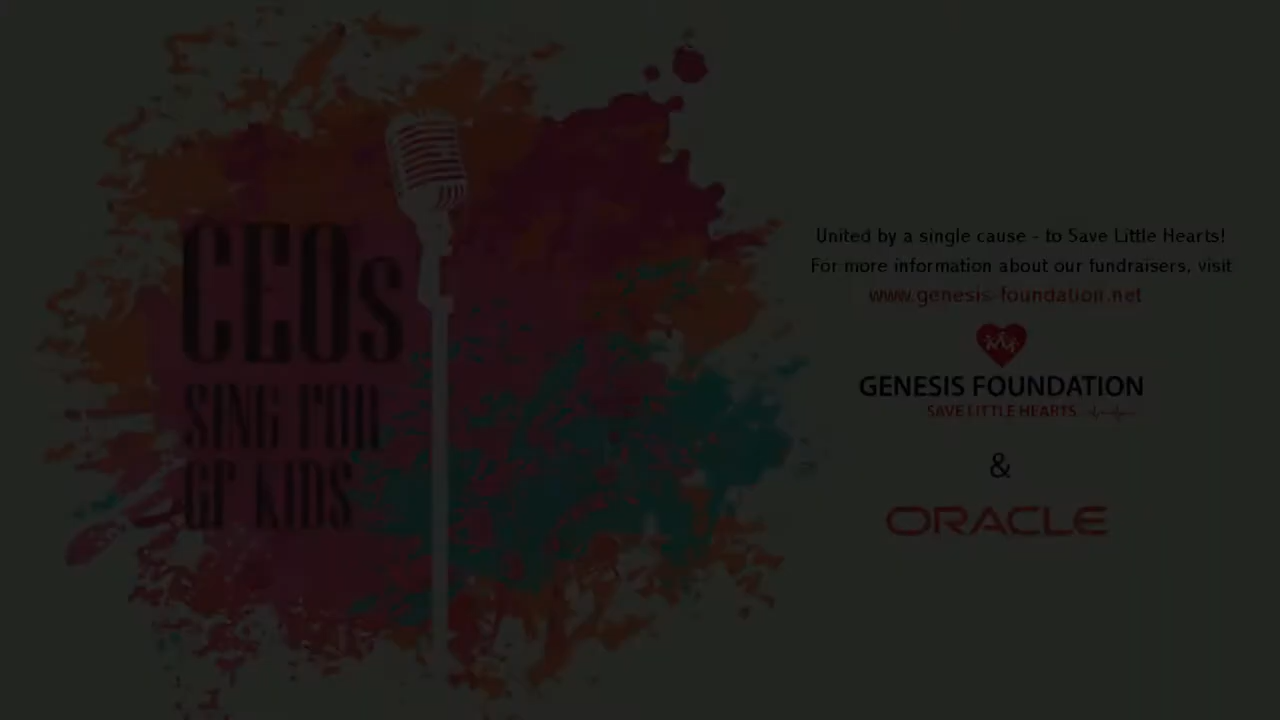 CEOs
SING FOR
GF KIDS
United by a single cause - to Save Little Hearts!
For more information about our fundraisers, visit
www.genesis-foundation.net
GENESIS FOUNDATION
SAVE LITTLE HEARTS
&
ORACLE